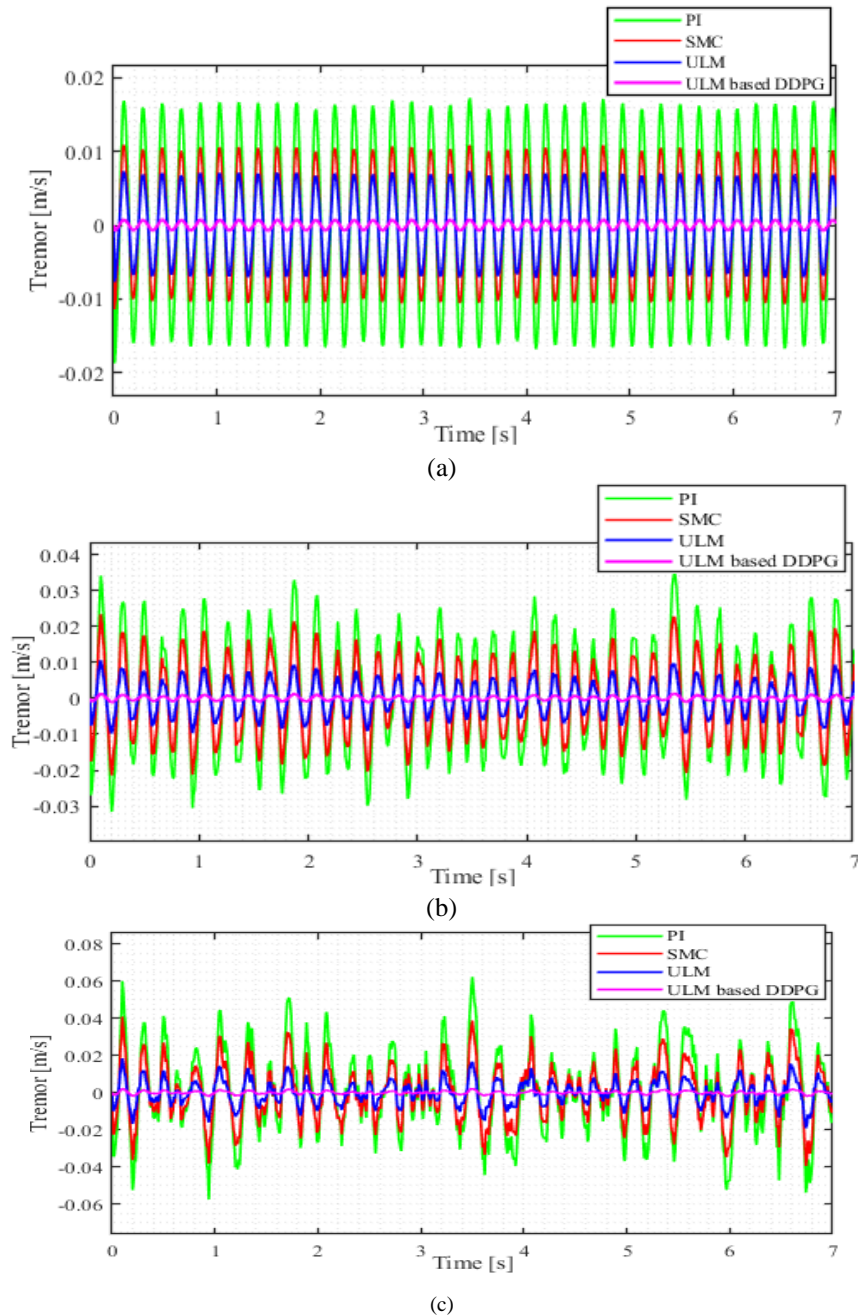 PI
SMC
ULM
ULM based DDPG
0.02
0.01
0
-0.01
-0.02
Tremor [m/s]
0 1 2 3 4 5 6 7
Time [s]
(a)
PI
SMC
ULM
ULM based DDPG
0.04
0.03
0.02
0.01
0
-0.01
-0.02
-0.03
Tremor [m/s]
0 1 2 3 4 5 6 7
Time [s]
(b)
PI
SMC
ULM
ULM based DDPG
0.08
0.06
0.04
0.02
0
-0.02
-0.04
-0.06
Tremor [m/s]
0 1 2 3 4 5 6 7
Time [s]
(c)